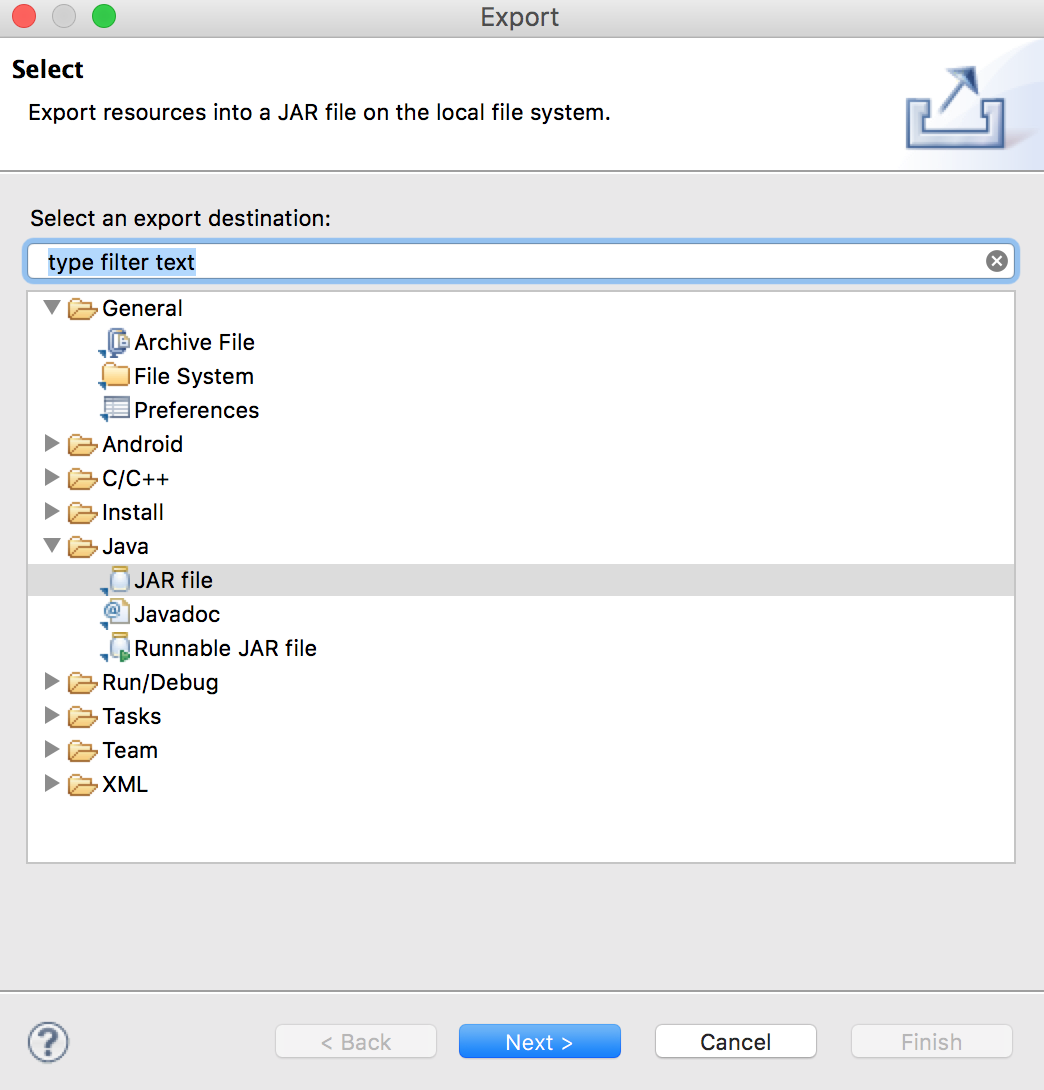 Export
Select
Export resources into a JAR file on the local file system.
Select an export destination:
type filter text
General
Archive File
File System
Preferences
Android
C/C++
Install
Java
JAR file
Javadoc
Runnable JAR file
Run/Debug
Tasks
Team
XML
?
< Back
Next >
Cancel
Finish